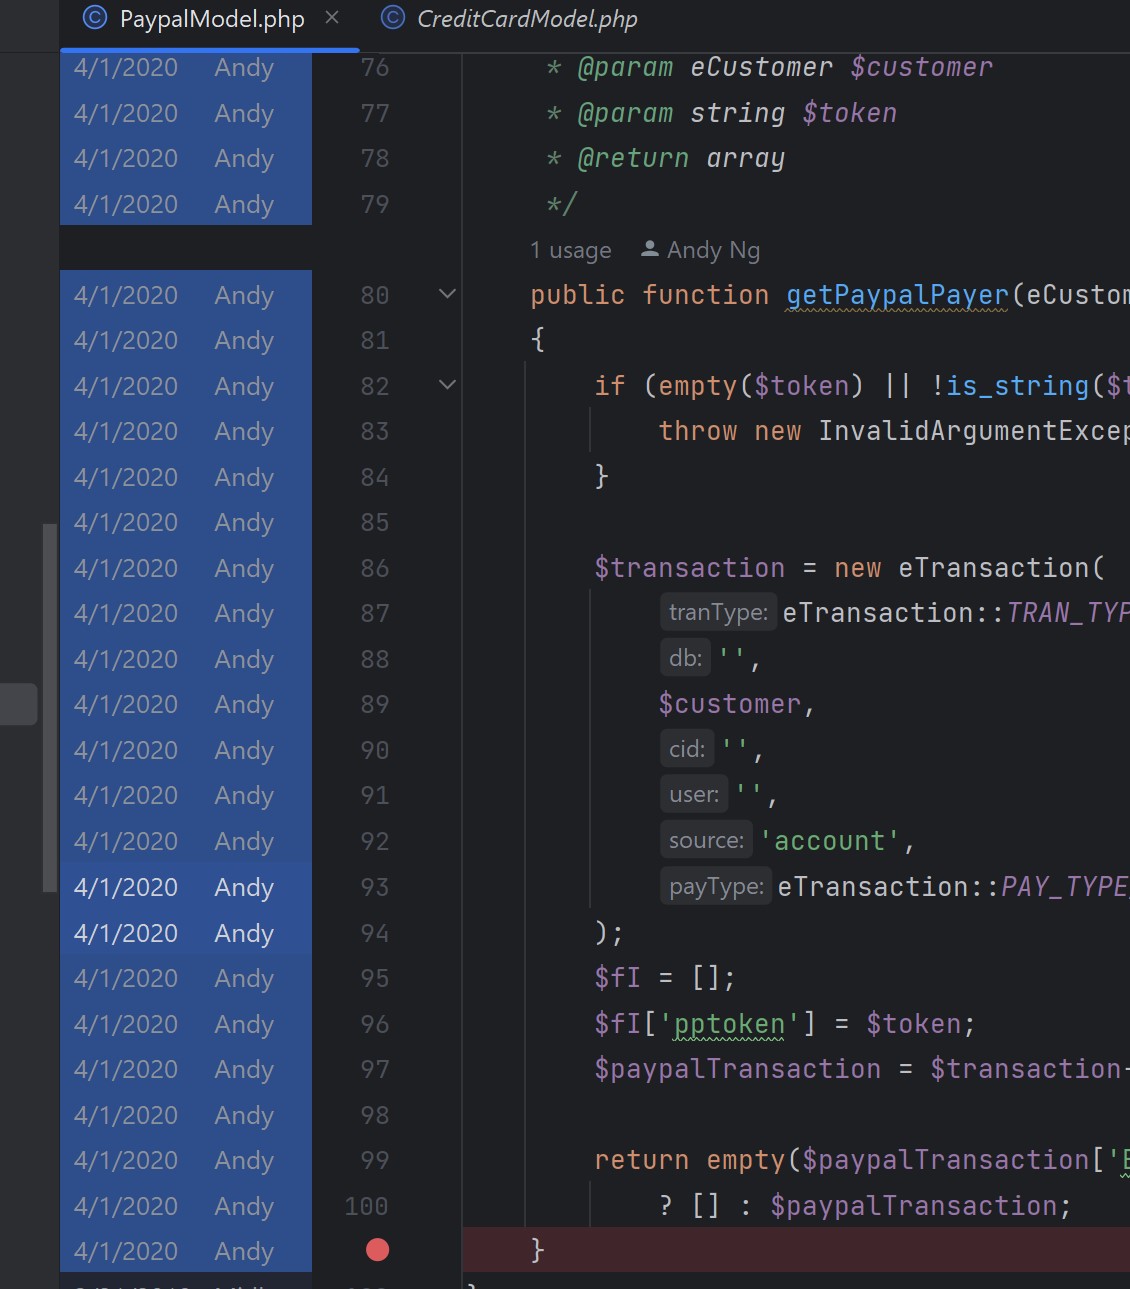 PaypalModel.php × CreditCardModel.php
4/1/2020 Andy 76 * @param eCustomer $customer
4/1/2020 Andy 77 * @param string $token
4/1/2020 Andy 78 * @return array
4/1/2020 Andy 79 */
1 usage Andy Ng
4/1/2020 Andy 80 public function getPaypalPayer(eCustom
4/1/2020 Andy 81 {
4/1/2020 Andy 82 if (empty($token) || !is_string($t
4/1/2020 Andy 83 throw new InvalidArgumentExcep
4/1/2020 Andy 84 }
4/1/2020 Andy 85
4/1/2020 Andy 86 $transaction = new eTransaction(
4/1/2020 Andy 87 tranType: eTransaction::TRAN_TYP
4/1/2020 Andy 88 db: '',
4/1/2020 Andy 89 $customer,
4/1/2020 Andy 90 cid: '',
4/1/2020 Andy 91 user: '',
4/1/2020 Andy 92 source: 'account',
4/1/2020 Andy 93 payType: eTransaction::PAY_TYPE_
4/1/2020 Andy 94 );
4/1/2020 Andy 95 $fI = [];
4/1/2020 Andy 96 $fI['pptoken'] = $token;
4/1/2020 Andy 97 $paypalTransaction = $transaction-
4/1/2020 Andy 98
4/1/2020 Andy 99 return empty($paypalTransaction['E
4/1/2020 Andy 100 ? [] : $paypalTransaction;
4/1/2020 Andy }